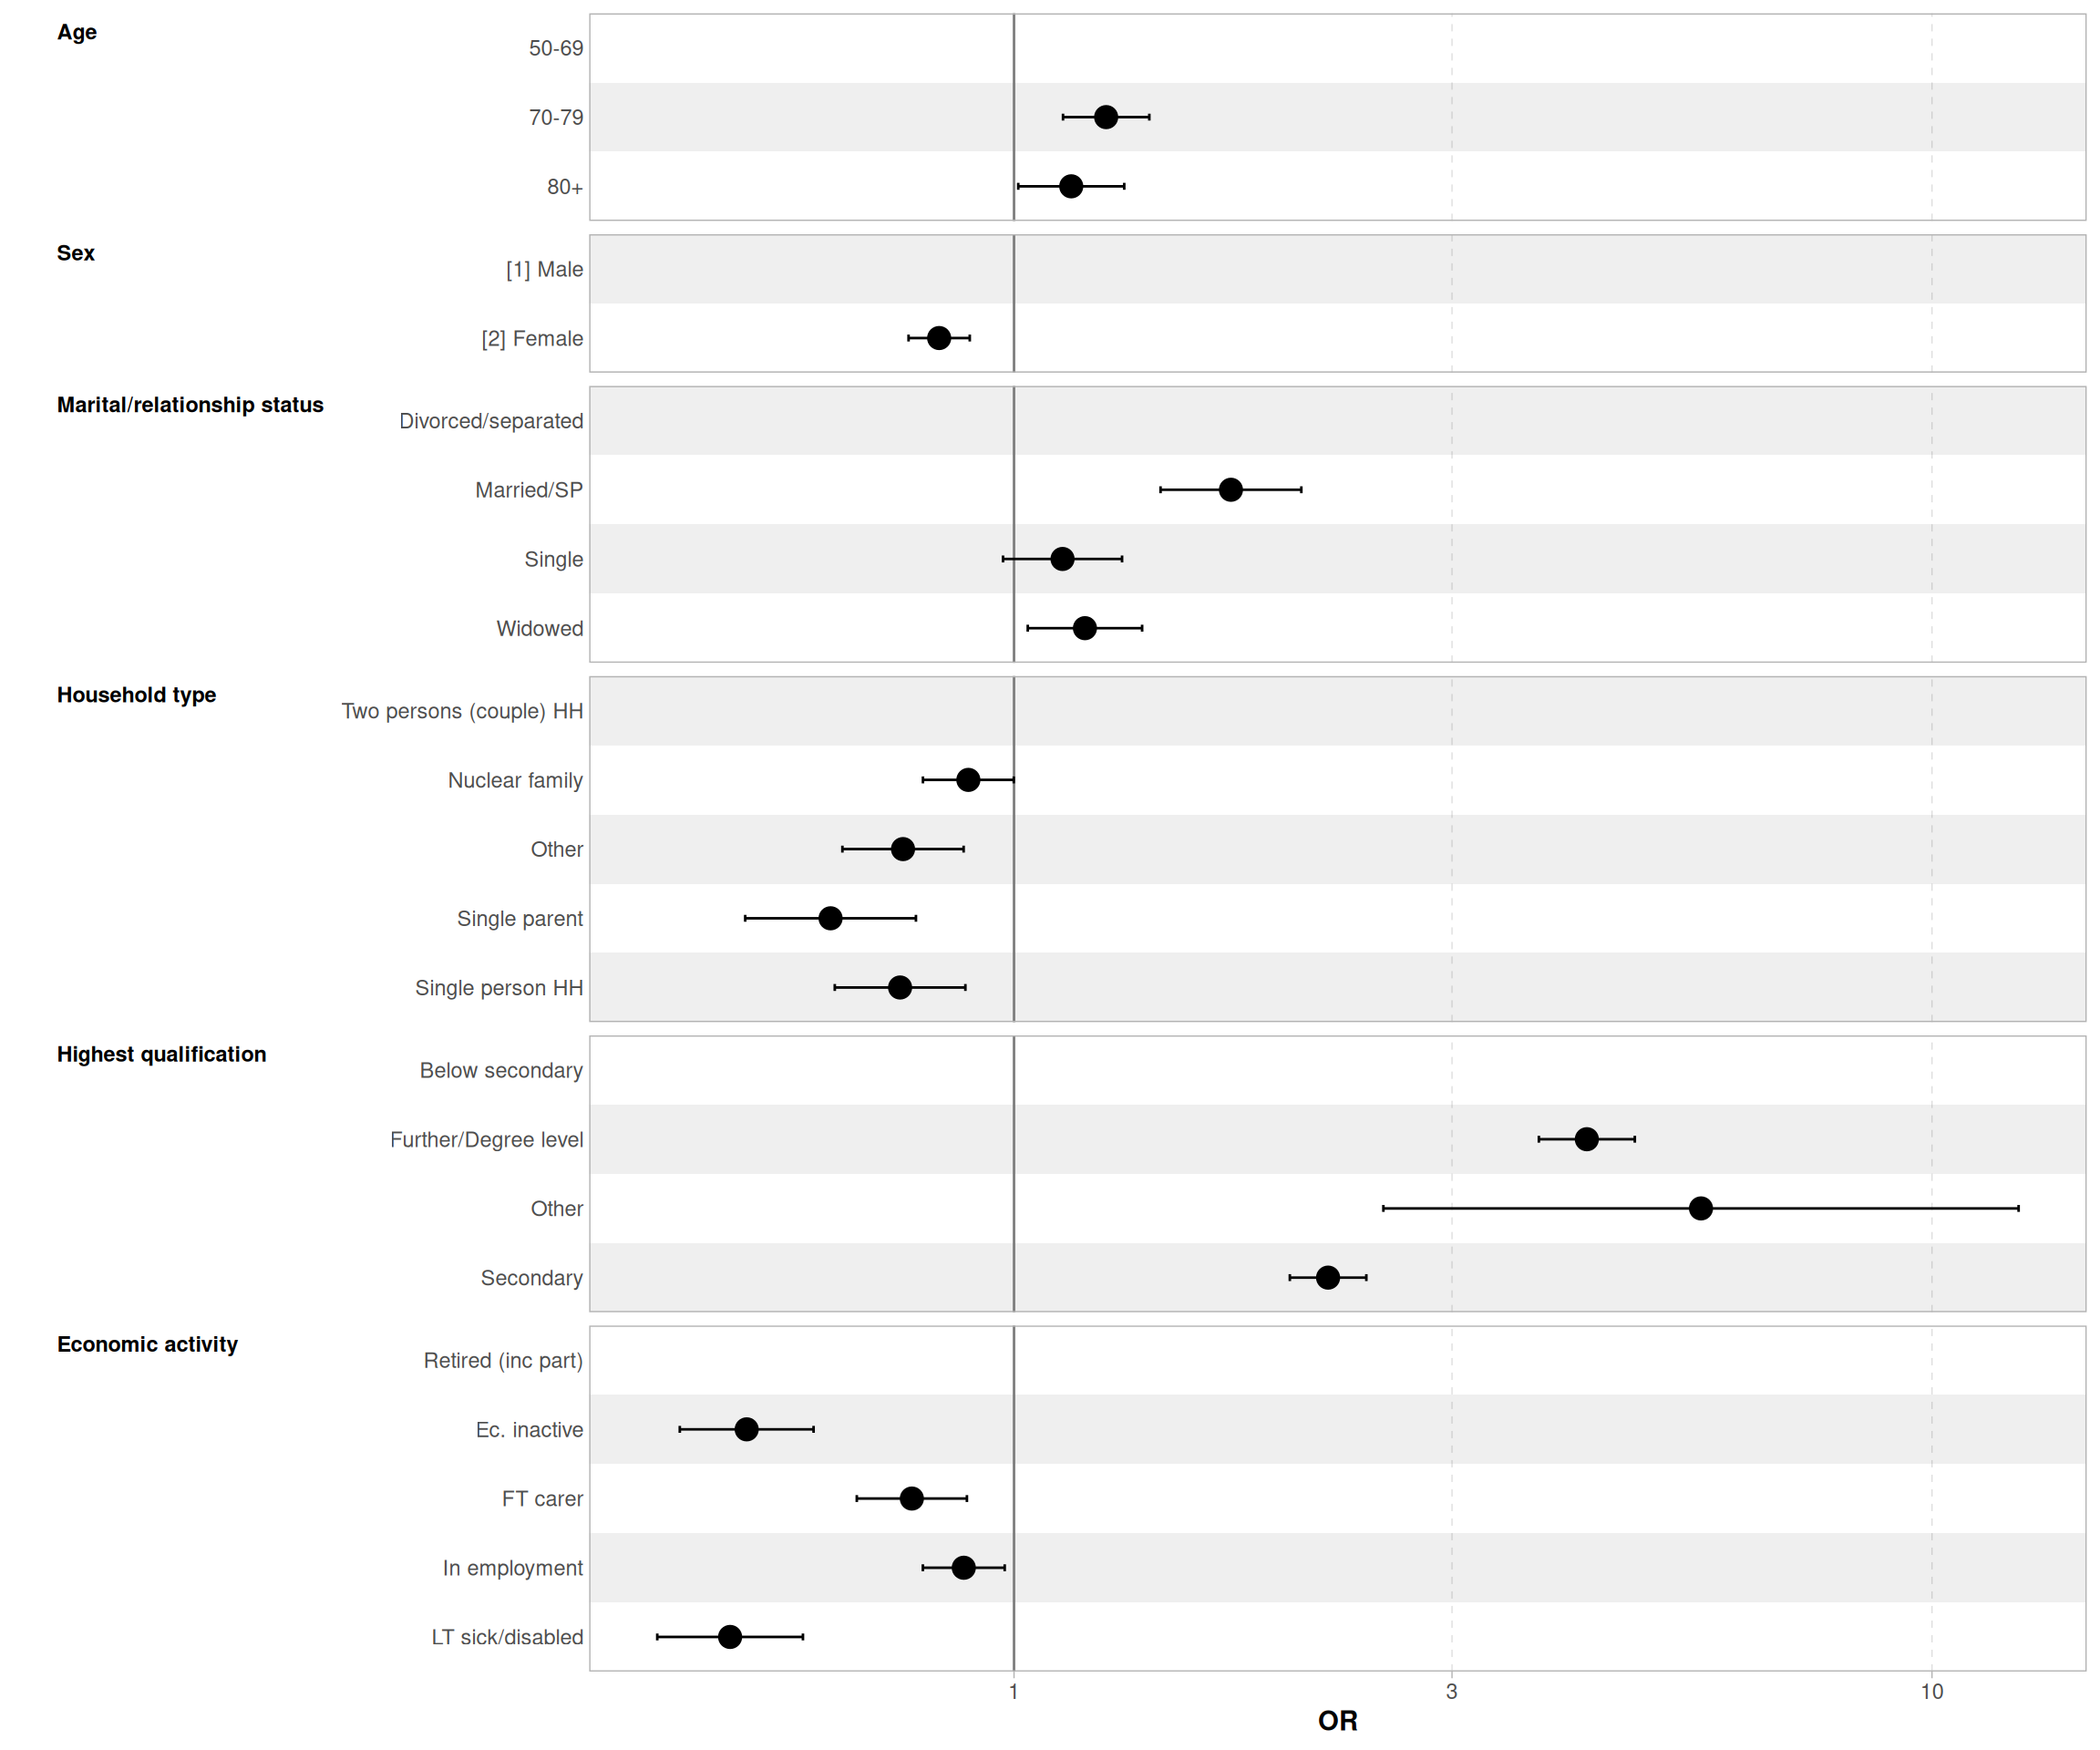 Age
50-69
70-79
80+
Sex
[1] Male
[2] Female
Marital/relationship status
Divorced/separated
Married/SP
Single
Widowed
Household type
Two persons (couple) HH
Nuclear family
Other
Single parent
Single person HH
Highest qualification
Below secondary
Further/Degree level
Other
Secondary
Economic activity
Retired (inc part)
Ec. inactive
FT carer
In employment
LT sick/disabled
1 3 10
OR